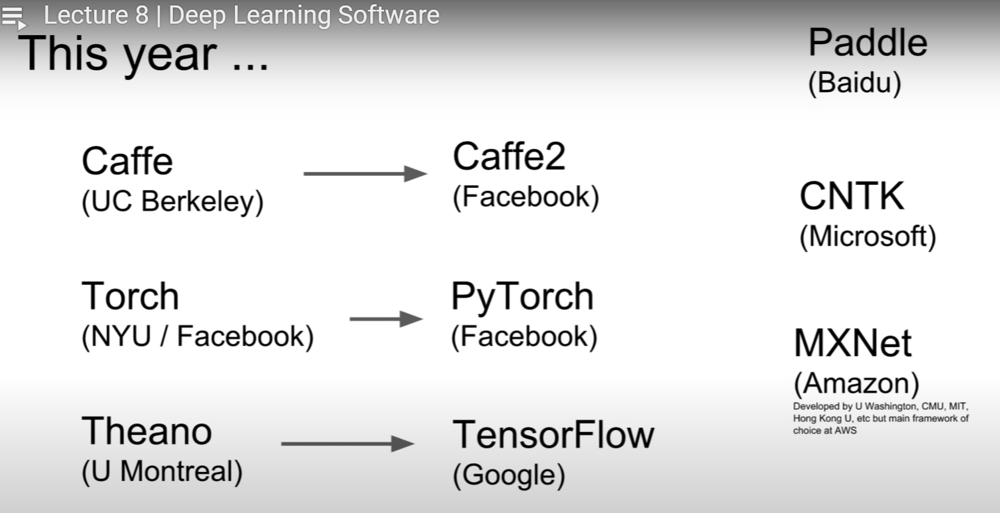 Lecture 8 | Deep Learning Software
This year ...
Paddle
(Baidu)
Caffe
(UC Berkeley)
Caffe2
(Facebook)
CNTK
(Microsoft)
Torch
(NYU / Facebook)
PyTorch
(Facebook)
MXNet
(Amazon)
Developed by U Washington, CMU, MIT,
Hong Kong U, etc but main framework of
choice at AWS
Theano
(U Montreal)
TensorFlow
(Google)